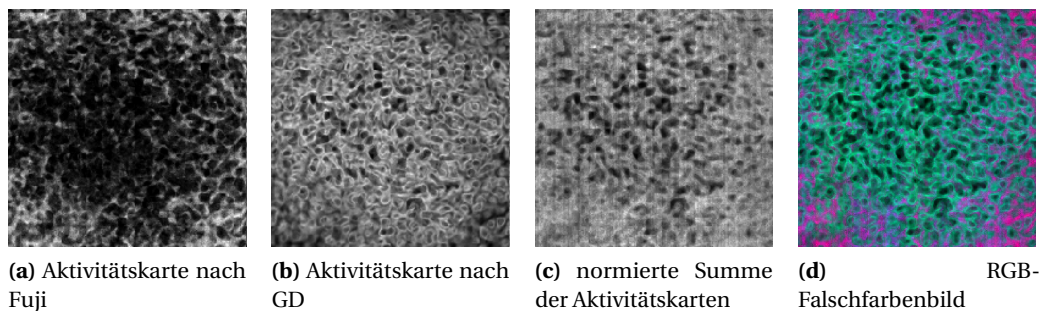 (a) Aktivitätskarte nach
Fuji
(b) Aktivitätskarte nach
GD
(c) normierte Summe
der Aktivitätskarten
(d) RGB-
Falschfarbenbild